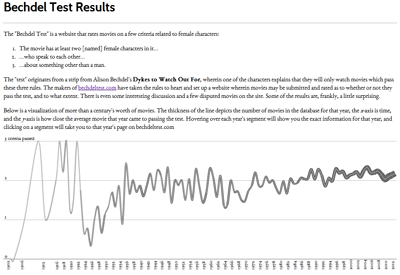 Bechdel Test Results
The "Bechdel Test" is a website that rates movies on a few criteria related to female characters:
1. The movie has at least two [named] female characters in it...
2. ...who speak to each other...
3. ...about something other than a man.
The "test" originates from a strip from Alison Bechdel's Dykes to Watch Out For, wherein one of the characters explains that they will only watch movies which pass
these three rules. The makers of bechdeltest.com have taken the rules to heart and set up a website wherein movies may be submitted and rated as to whether or not they
pass the test, and to what extent. There is even some interesting discussion and a few disputed movies on the site. Some of the results are, frankly, a little surprising.
Below is a visualization of more than a century's worth of movies. The thickness of the line depicts the number of movies in the database for that year, the x-axis is time,
and the y-axis is how close the average movie that year came to passing the test. Hovering over each year's segment will show you the exact information for that year, and
clicking on a segment will take you to that year's page on bechdeltest.com
3 criteria passed
2
1
0